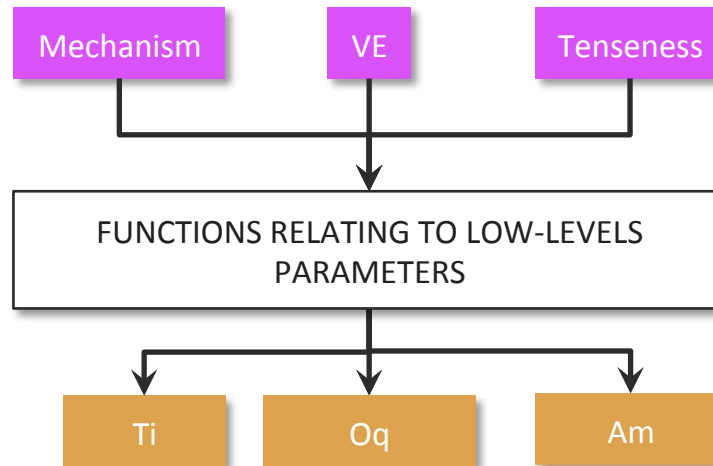 Mechanism
VE
Tenseness
FUNCTIONS RELATING TO LOW-LEVELS
PARAMETERS
Ti
Oq
Am